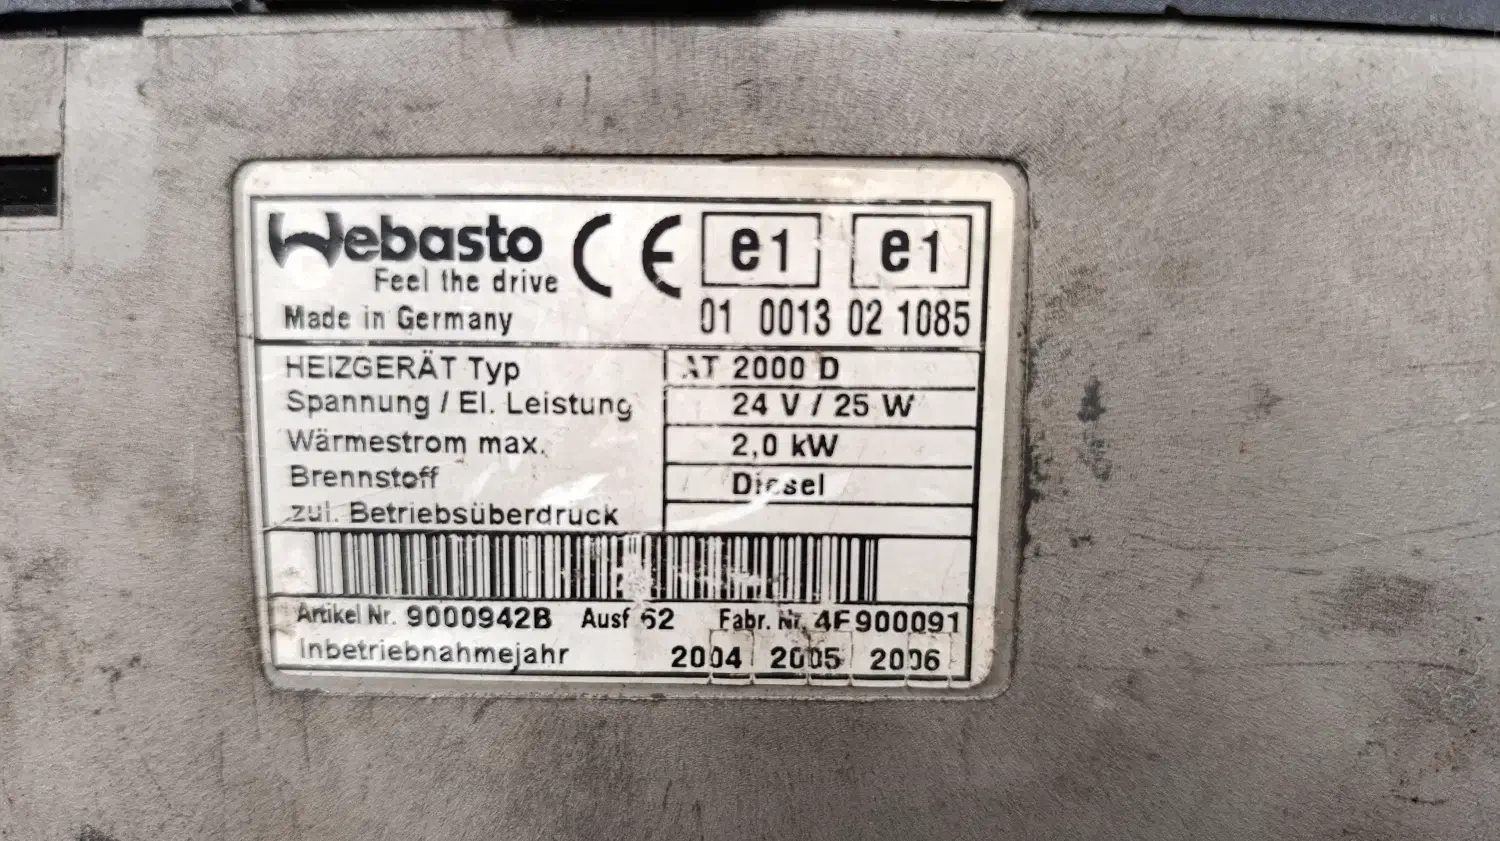 Webasto CE e1 e1
Feel the drive
Made in Germany 01 0013 02 1085
HEIZGERÄT Typ AT 2000 D
Spannung / El. Leistung 24 V / 25 W
Wärmestrom max. 2,0 kW
Brennstoff Diesel
zul. Betriebsüberdruck
Artikel Nr. 9000942B Ausf 62 Fabr. Nr. 4F900091
Inbetriebnahmejahr 2004 2005 2006